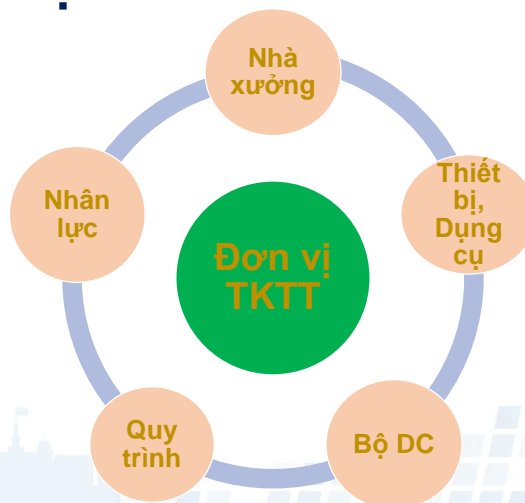 Nhà
xưởng
Thiết
bị,
Dụng
cụ
Bộ DC
Quy
trình
Nhân
lực
Đơn vị
TKTT